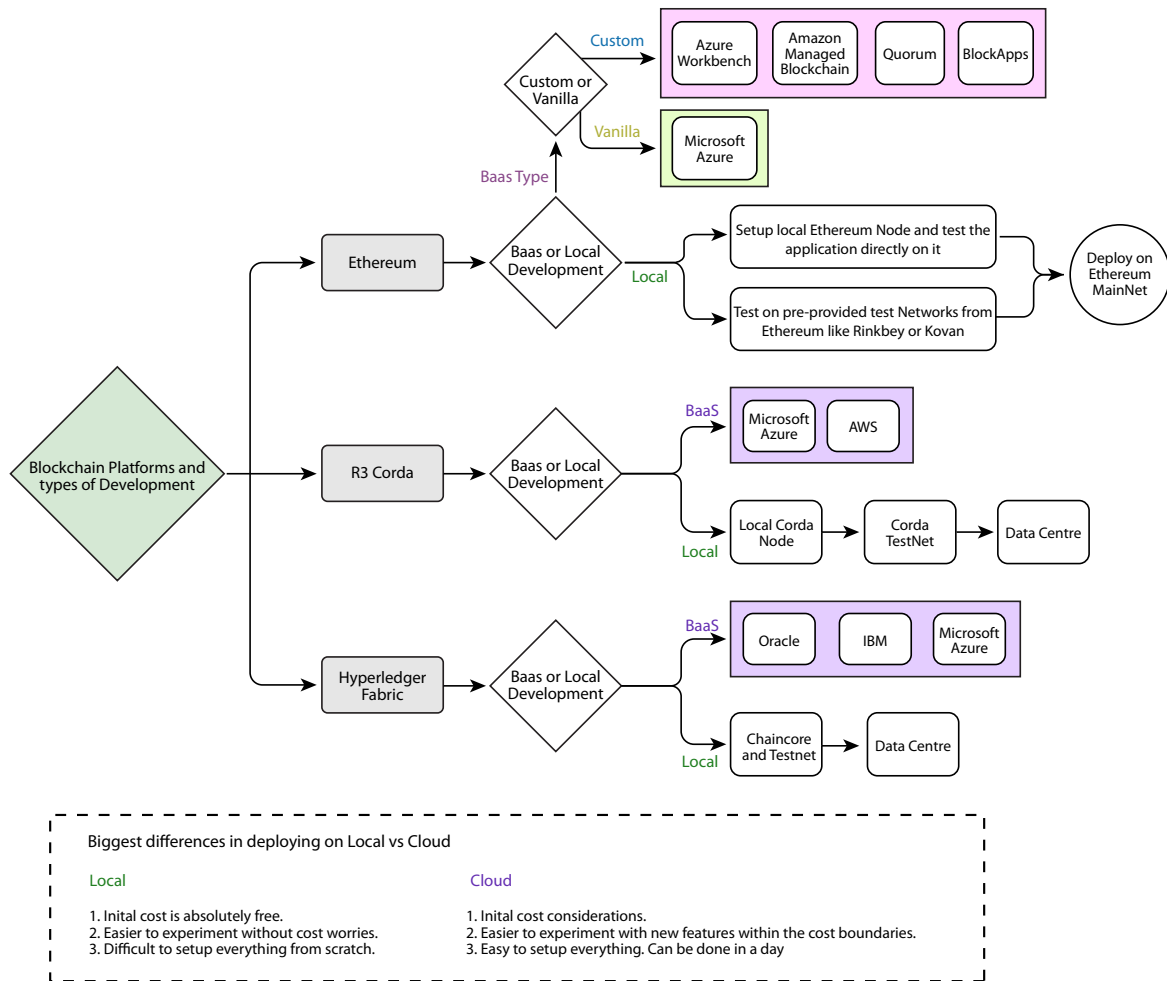 Custom
Azure
Workbench
Amazon
Managed
Blockchain
Quorum
BlockApps
Custom or
Vanilla
Vanilla
Microsoft
Azure
Baas Type
Ethereum
Baas or Local
Development
Local
Setup local Ethereum Node and test the
application directly on it
Test on pre-provided test Networks from
Ethereum like Rinkbey or Kovan
Deploy on
Ethereum
MainNet
Blockchain Platforms and
types of Development
R3 Corda
Baas or Local
Development
BaaS
Microsoft
Azure
AWS
Local
Local Corda
Node
Corda
TestNet
Data Centre
Hyperledger
Fabric
Baas or Local
Development
BaaS
Oracle
IBM
Microsoft
Azure
Local
Chaincore
and Testnet
Data Centre
Biggest differences in deploying on Local vs Cloud
Local
1. Inital cost is absolutely free.
2. Easier to experiment without cost worries.
3. Difficult to setup everything from scratch.
Cloud
1. Inital cost considerations.
2. Easier to experiment with new features within the cost boundaries.
3. Easy to setup everything. Can be done in a day